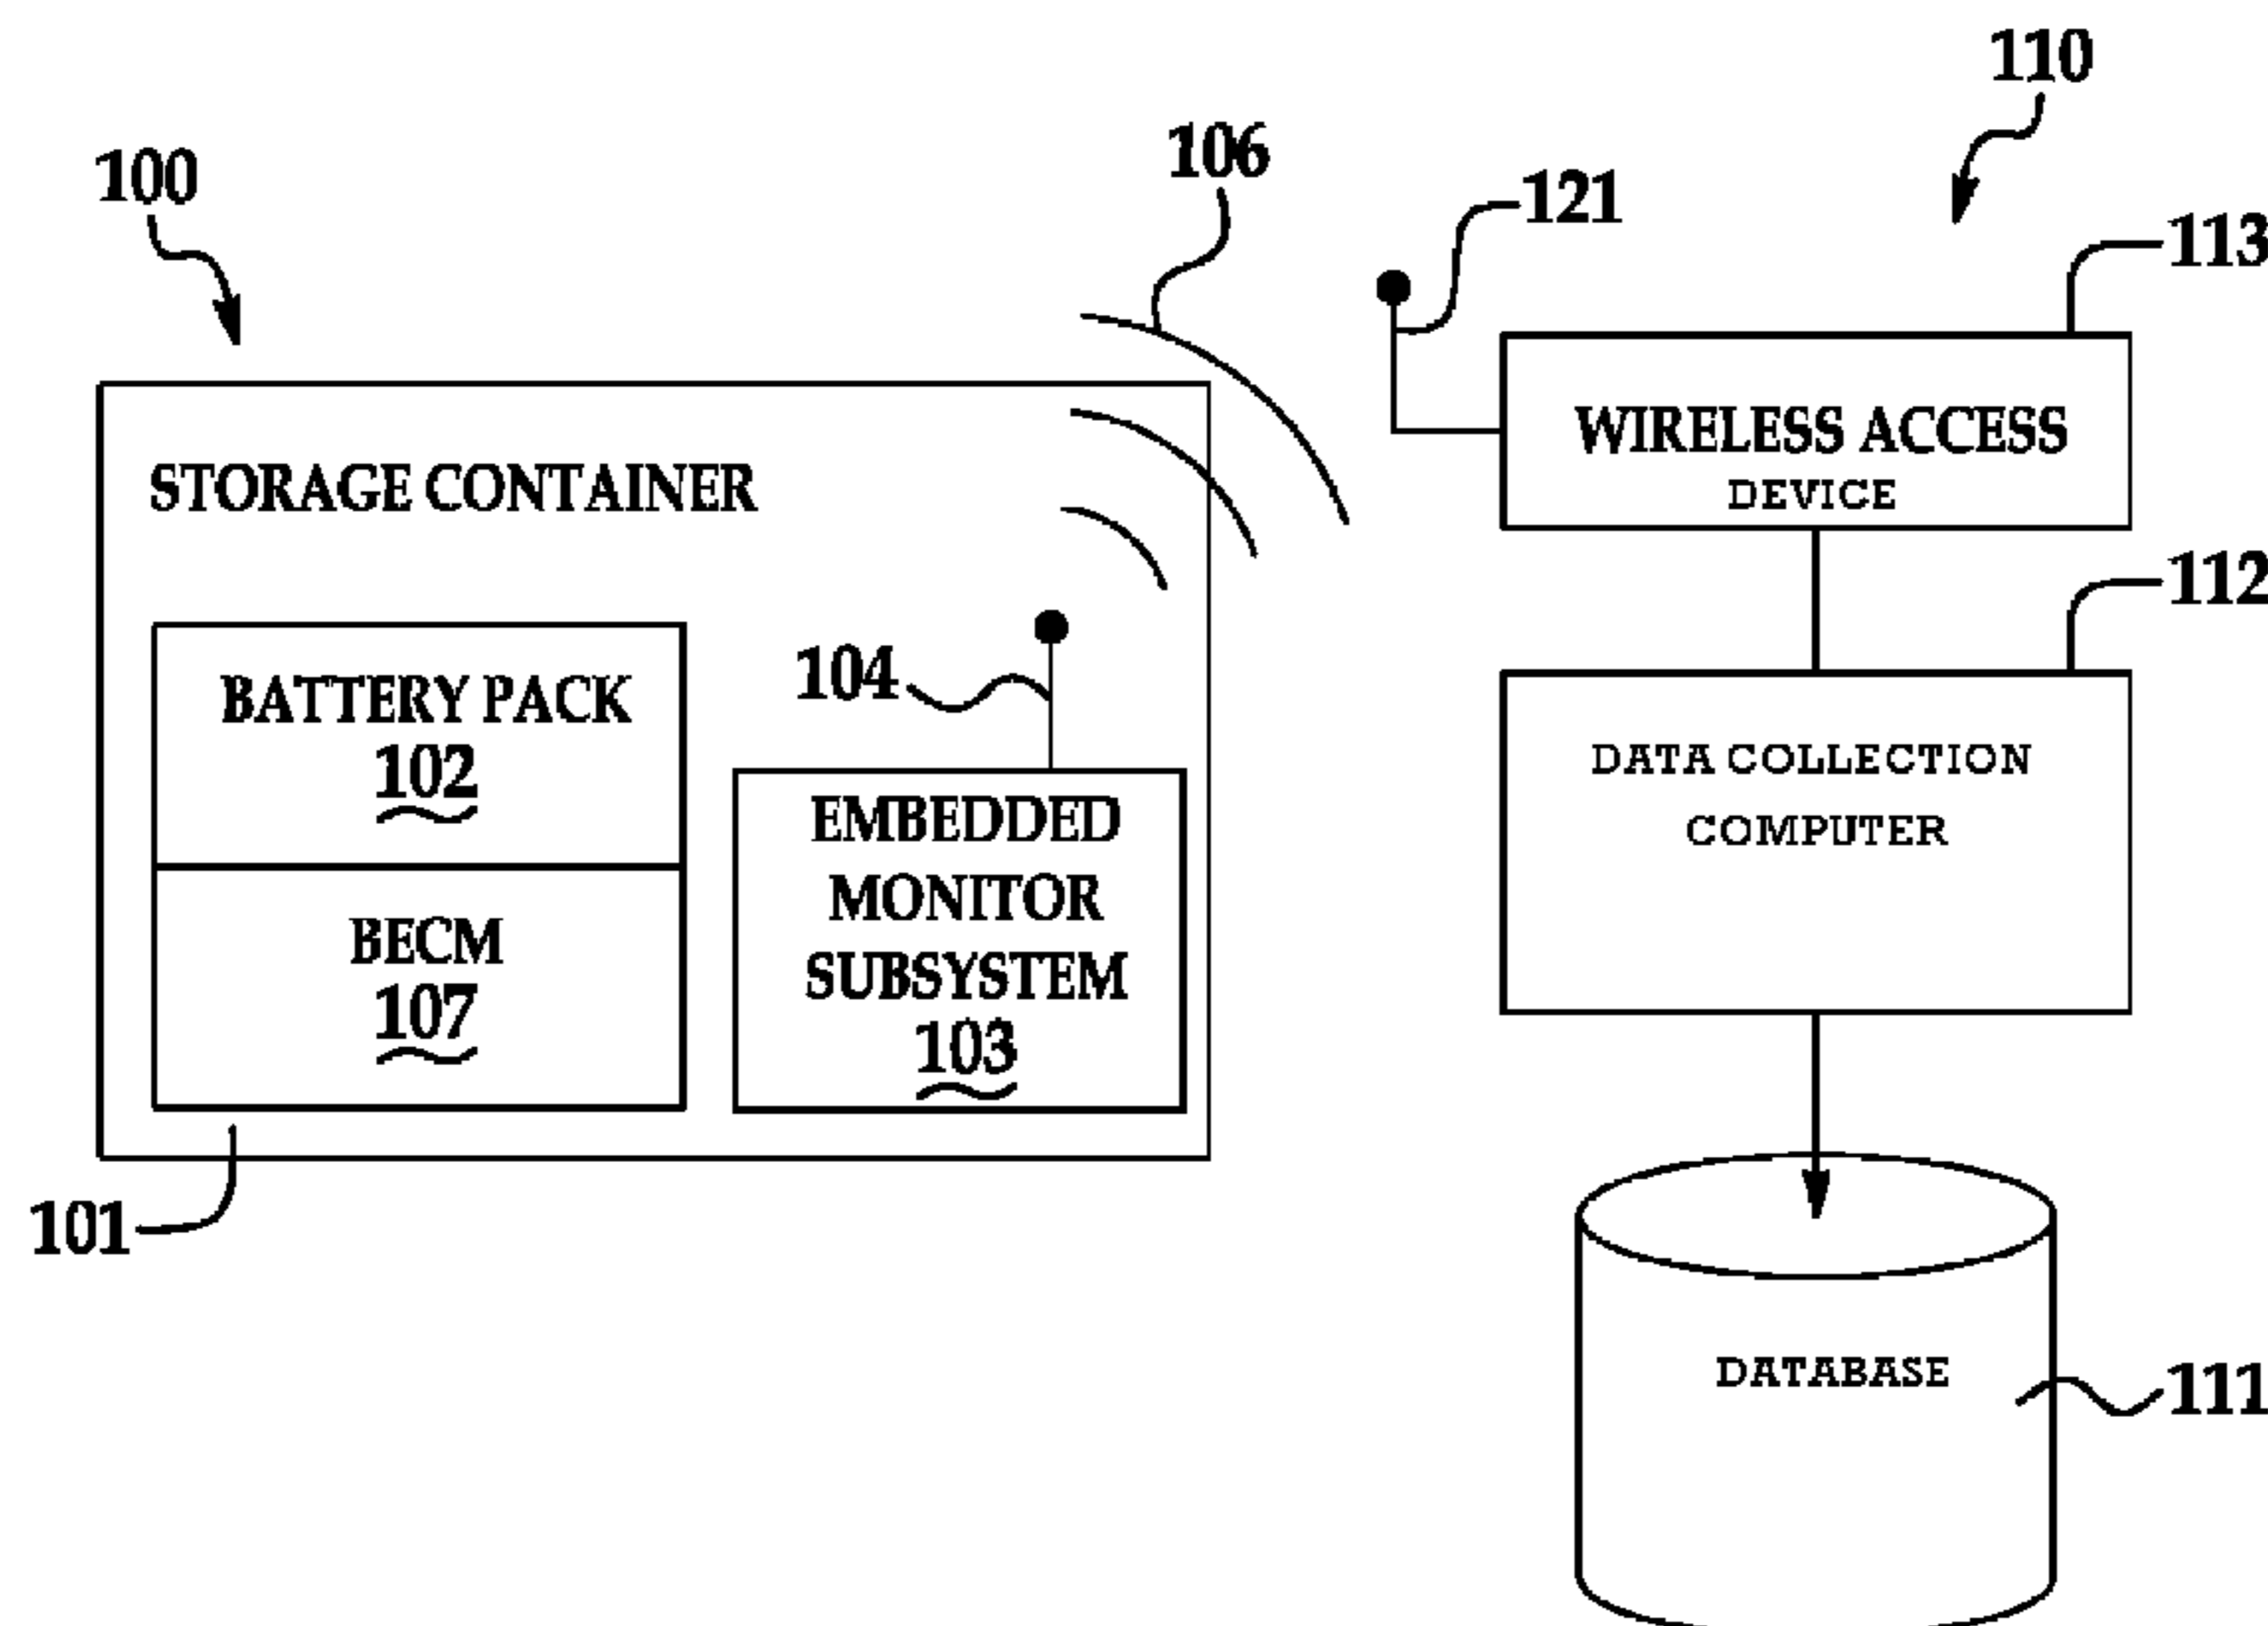 110
106
100
121
113
STORAGE CONTAINER
WIRELESS ACCESS
DEVICE
112
104
BATTERY PACK
102
DATA COLLECTION
COMPUTER
EMBEDDED
MONITOR
SUBSYSTEM
103
BECM
107
101
DATABASE
111